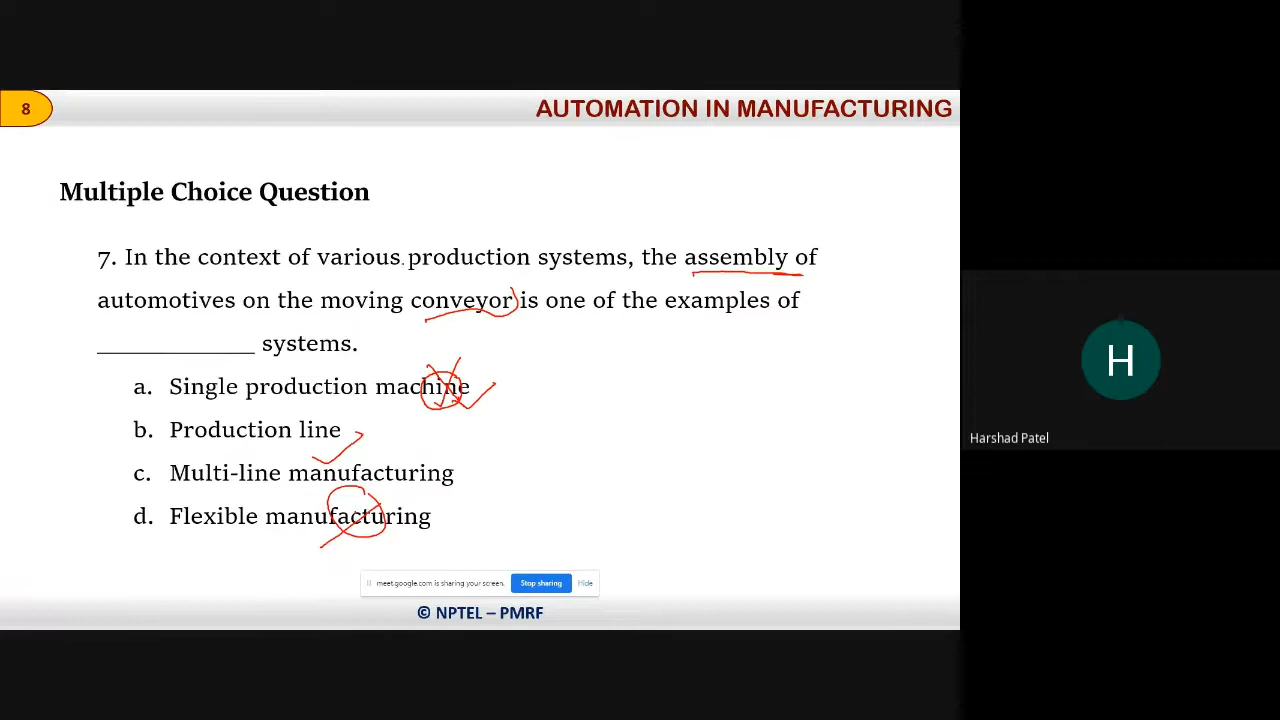 8
AUTOMATION IN MANUFACTURING
Multiple Choice Question
7. In the context of various production systems, the assembly of
automotives on the moving conveyor is one of the examples of
____________ systems.
a. Single production machine
b. Production line
c. Multi-line manufacturing
d. Flexible manufacturing
meet.google.com is sharing your screen. Stop sharing Hide
© NPTEL – PMRF
H
Harshad Patel